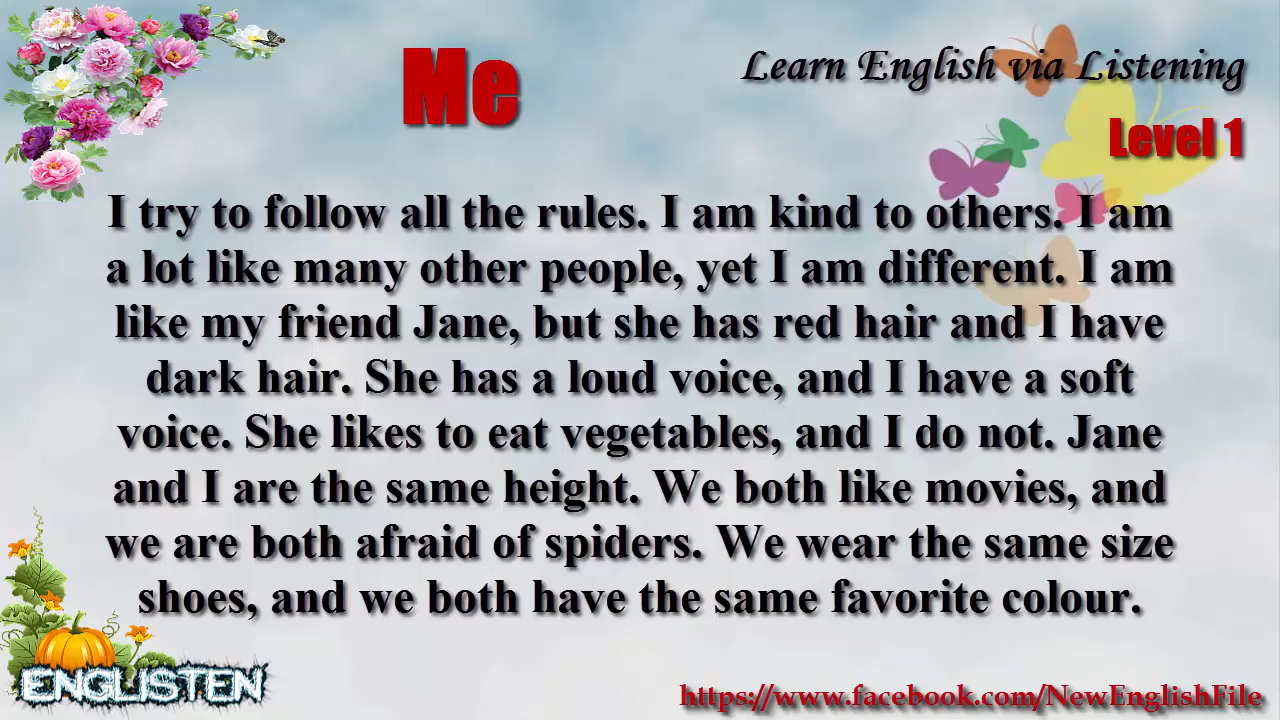 Me
Learn English via Listening
Level 1
I try to follow all the rules. I am kind to others. I am
a lot like many other people, yet I am different. I am
like my friend Jane, but she has red hair and I have
dark hair. She has a loud voice, and I have a soft
voice. She likes to eat vegetables, and I do not. Jane
and I are the same height. We both like movies, and
we are both afraid of spiders. We wear the same size
shoes, and we both have the same favorite colour.
ENGLISTEN
https://www.facebook.com/NewEnglishFile